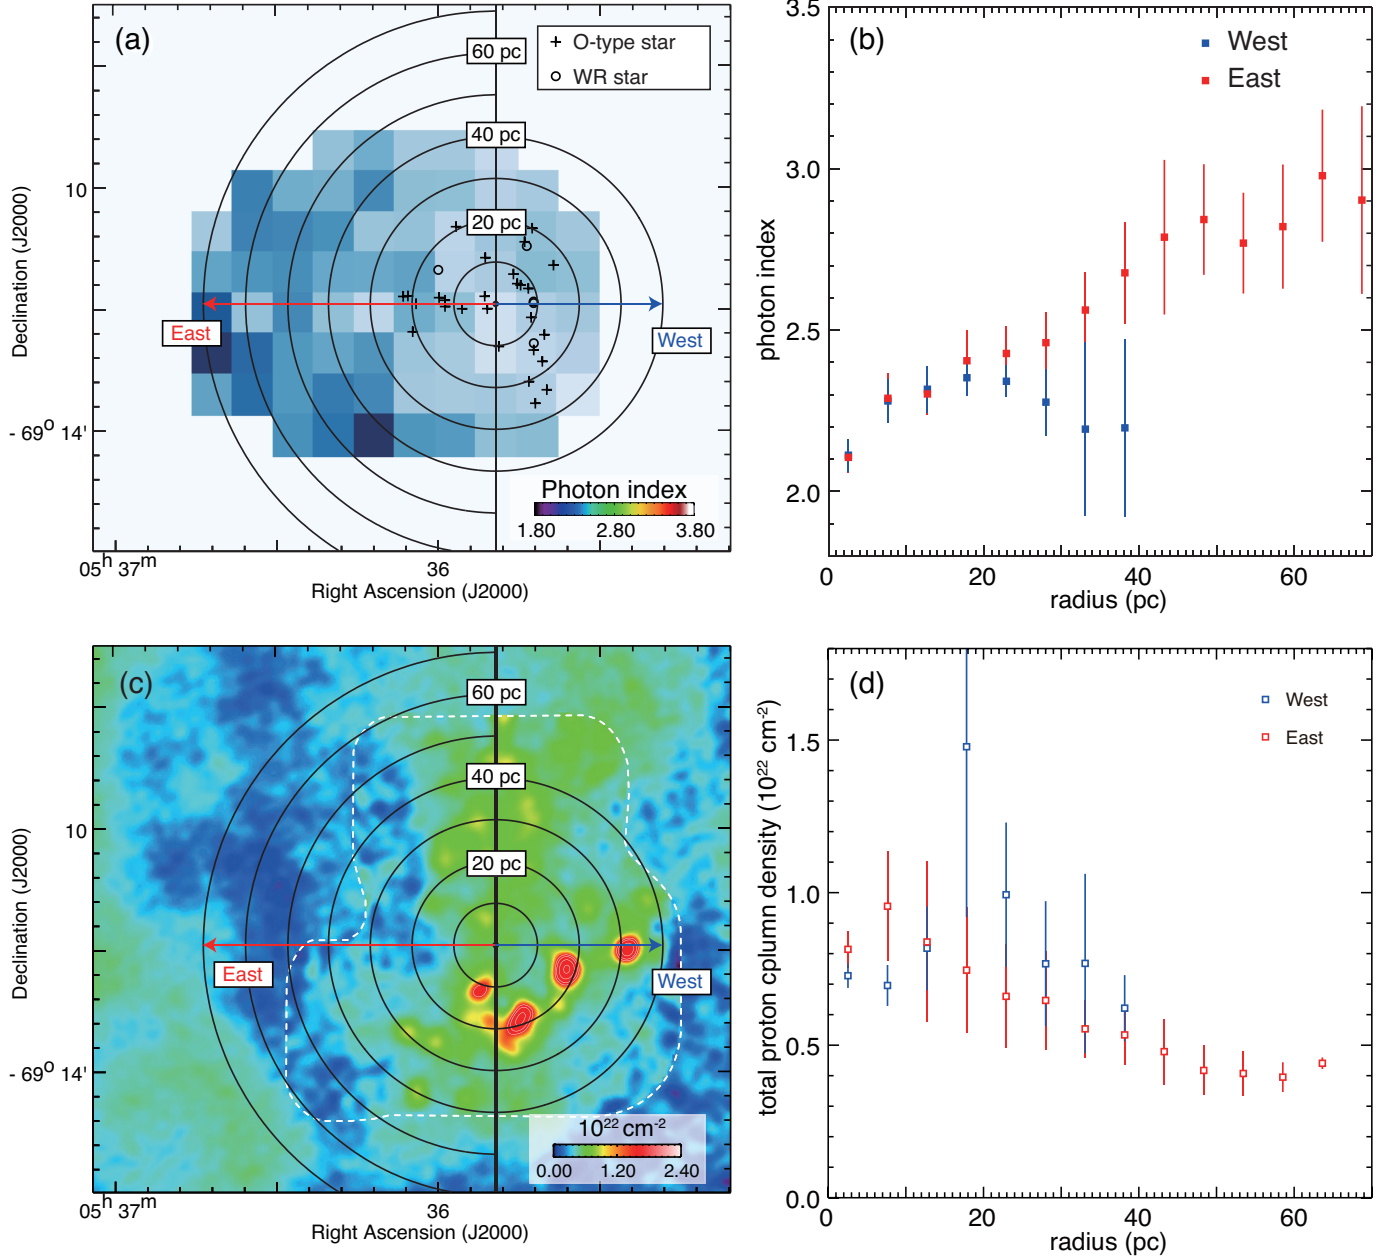 (a)
O-type star
WR star
60 pc
40 pc
20 pc
10
- 69° 14'
Declination (J2000)
East
West
Photon index
1.80 2.80 3.80
05h 37m 36
Right Ascension (J2000)
(b)
West
East
3.5
3.0
2.5
2.0
photon index
0 20 40 60
radius (pc)
(c)
60 pc
40 pc
20 pc
10
- 69° 14'
Declination (J2000)
East
West
10²² cm⁻²
0.00 1.20 2.40
05h 37m 36
Right Ascension (J2000)
(d)
West
East
1.5
1.0
0.5
0.0
total proton cplumn density (10²² cm⁻²)
0 20 40 60
radius (pc)